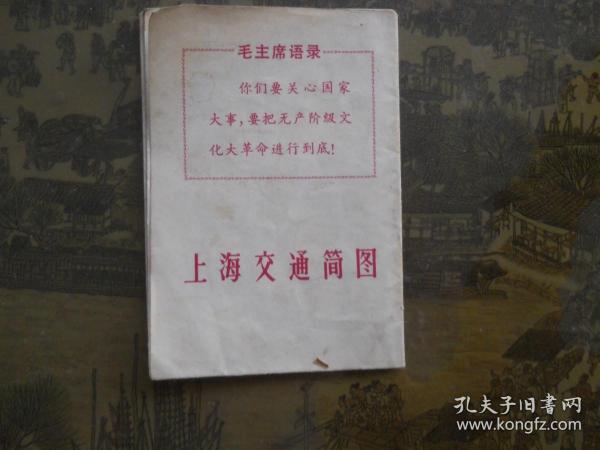 毛主席语录
你们要关心国家
大事，要把无产阶级文
化大革命进行到底！
上海交通简图
孔夫子旧书网
www.kongfz.com